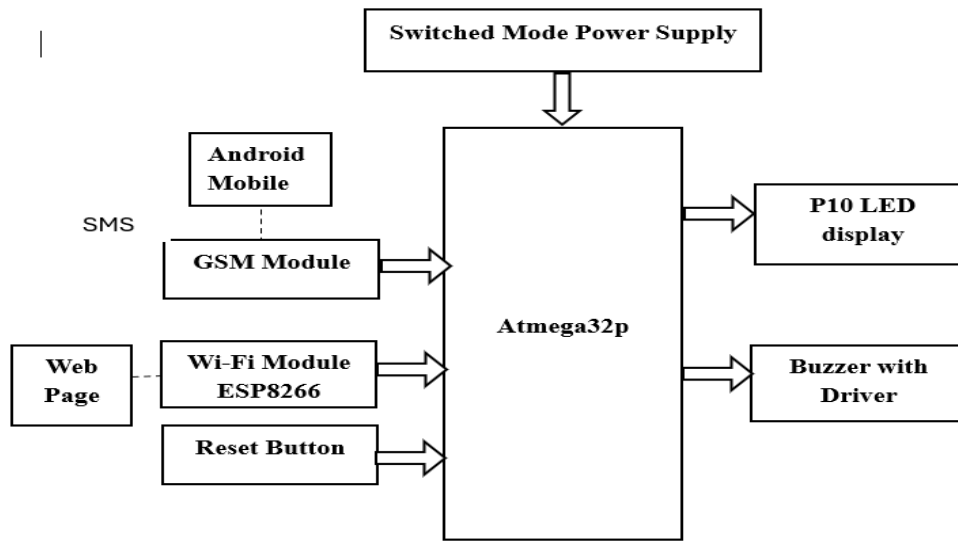 Switched Mode Power Supply
Android
Mobile
SMS
GSM Module
P10 LED
display
Atmega32p
Web
Page
Wi-Fi Module
ESP8266
Buzzer with
Driver
Reset Button